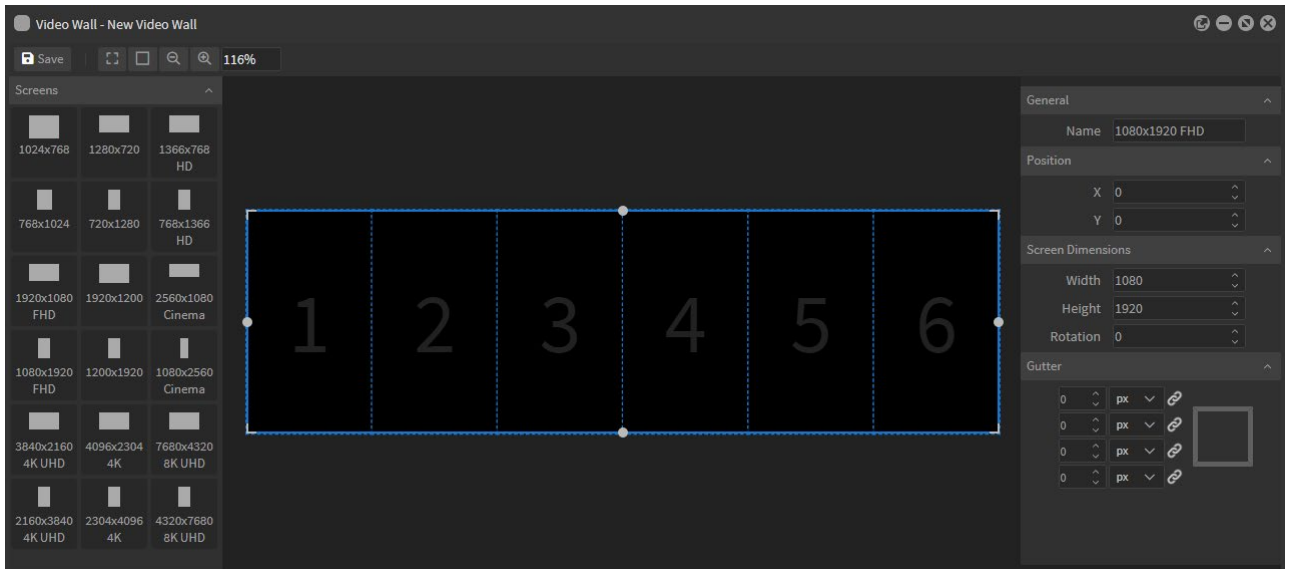 Video Wall - New Video Wall
Save
116%
Screens
1024x768 1280x720 1366x768
HD
768x1024 720x1280 768x1366
HD
1920x1080 1920x1200 2560x1080
FHD Cinema
1080x1920 1200x1920 1080x2560
FHD Cinema
3840x2160 4096x2304 7680x4320
4K UHD 4K 8K UHD
2160x3840 2304x4096 4320x7680
4K UHD 4K 8K UHD
1 2 3 4 5 6
General
Name 1080x1920 FHD
Position
X 0
Y 0
Screen Dimensions
Width 1080
Height 1920
Rotation 0
Gutter
0 px
0 px
0 px
0 px